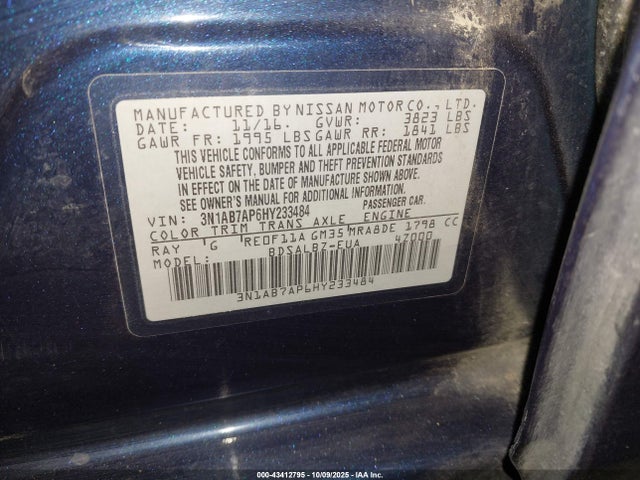 MANUFACTURED BY NISSAN MOTOR CO., LTD.
DATE: 11/16. GVWR: 3823 LBS
GAWR FR: 1995 LBS GAWR RR: 1841 LBS
THIS VEHICLE CONFORMS TO ALL APPLICABLE FEDERAL MOTOR
VEHICLE SAFETY, BUMPER AND THEFT PREVENTION STANDARDS
IN EFFECT ON THE DATE OF MANUFACTURE SHOWN ABOVE.
SEE OWNER'S MANUAL FOR ADDITIONAL INFORMATION.
VIN: 3N1AB7AP6HY233484 PASSENGER CAR.
COLOR TRIM TRANS AXLE ENGINE
RAY G RE0F11A GM35 MRA8DE 1798 CC
MODEL: BDSALBZ-EUA 4Z000
3N1AB7AP6HY233484
000-43412795 - 10/09/2025 - IAA Inc.